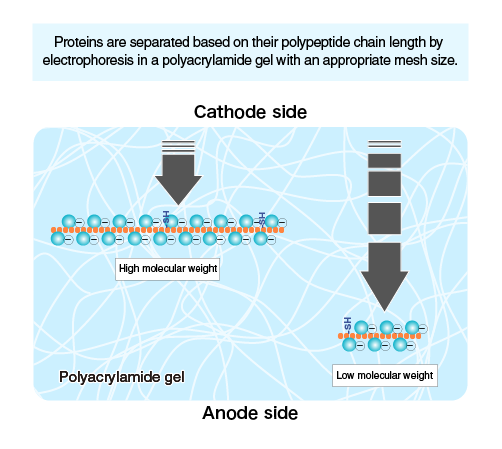 Proteins are separated based on their polypeptide chain length by
electrophoresis in a polyacrylamide gel with an appropriate mesh size.
Cathode side
SH
SH
High molecular weight
SH
Low molecular weight
Polyacrylamide gel
Anode side